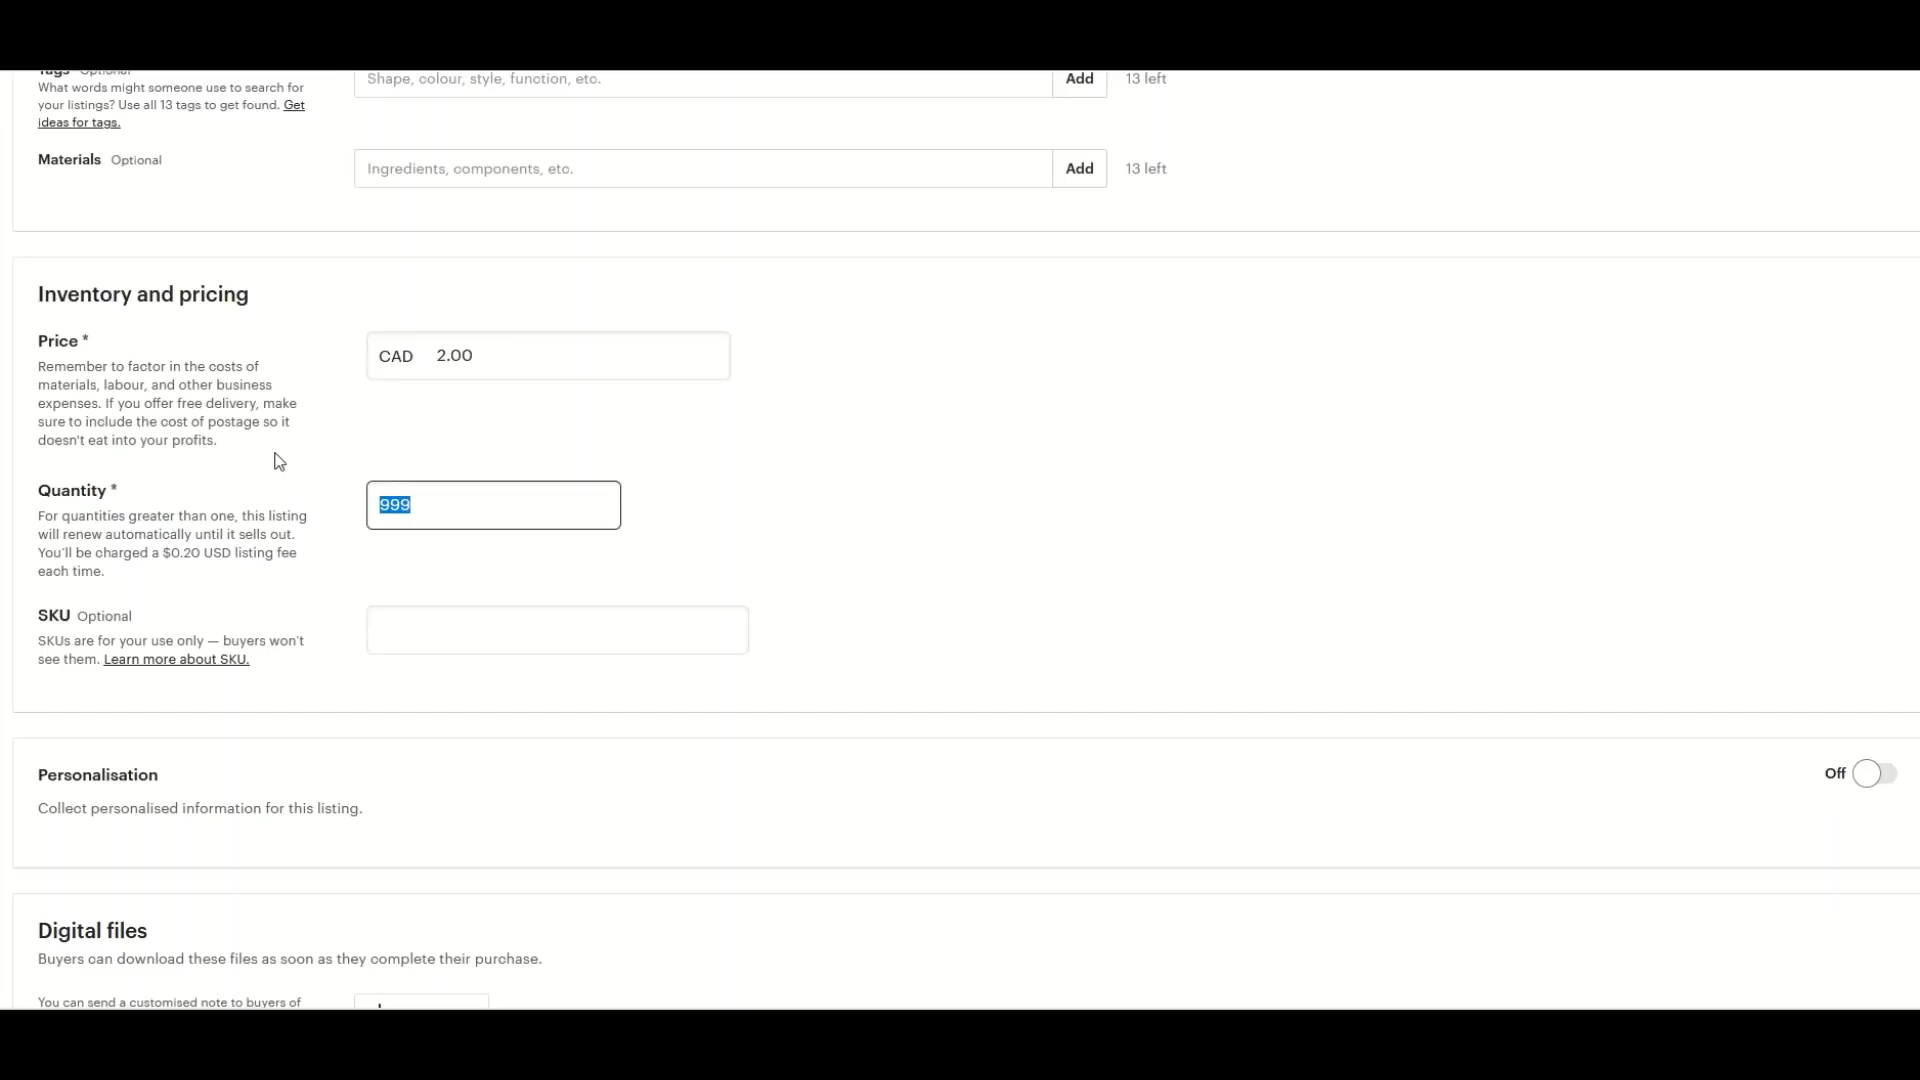 Tags Optional
Shape, colour, style, function, etc.
Add
13 left
What words might someone use to search for
your listings? Use all 13 tags to get found. Get
ideas for tags.
Materials Optional
Ingredients, components, etc.
Add
13 left
Inventory and pricing
Price *
CAD 2.00
Remember to factor in the costs of
materials, labour, and other business
expenses. If you offer free delivery, make
sure to include the cost of postage so it
doesn't eat into your profits.
Quantity *
999
For quantities greater than one, this listing
will renew automatically until it sells out.
You'll be charged a $0.20 USD listing fee
each time.
SKU Optional
SKUs are for your use only — buyers won't
see them. Learn more about SKU.
Personalisation
Off
Collect personalised information for this listing.
Digital files
Buyers can download these files as soon as they complete their purchase.
You can send a customised note to buyers of